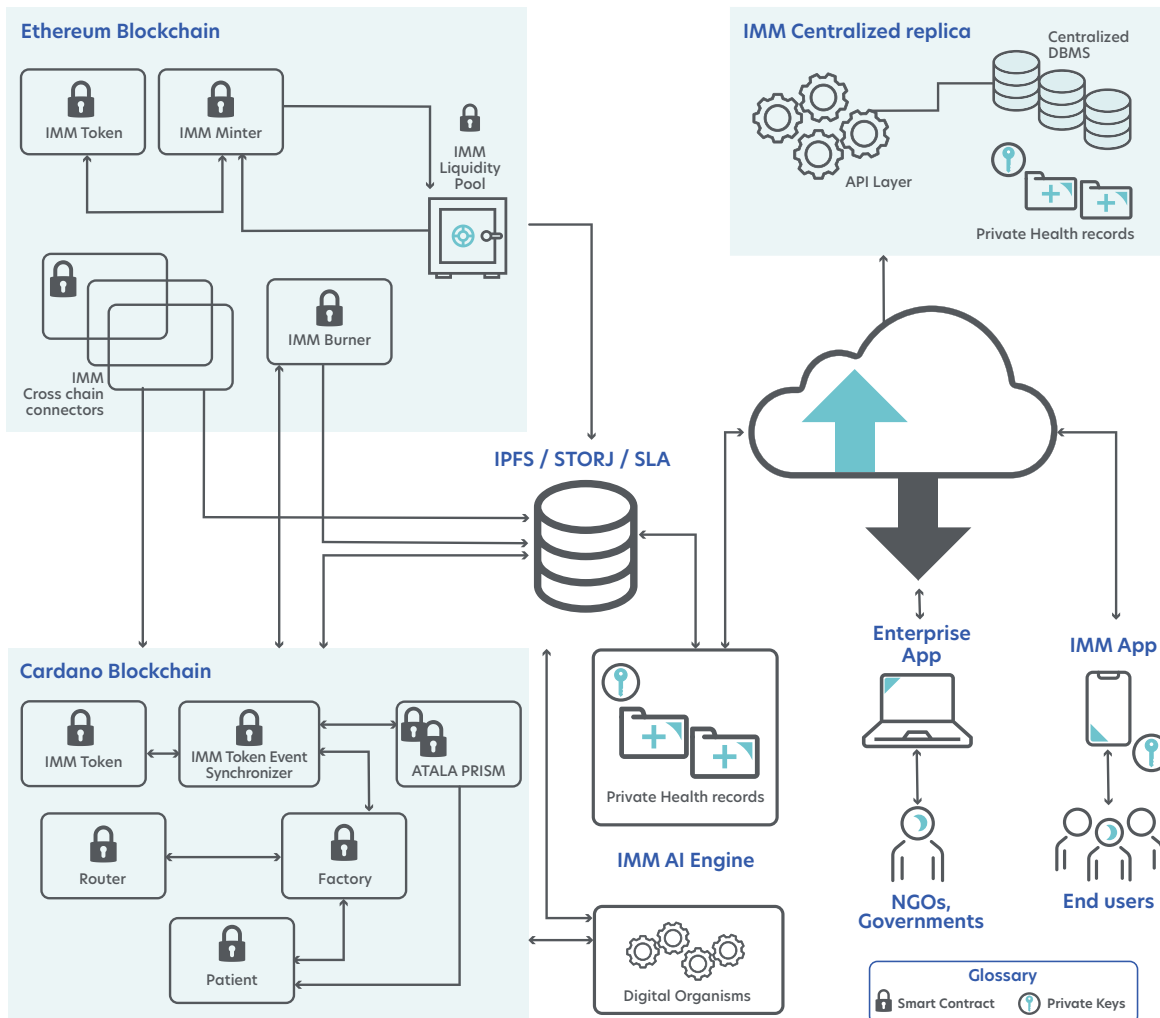 Ethereum Blockchain
IMM Token
IMM Minter
IMM
Liquidity
Pool
IMM
Cross chain
connectors
IMM Burner
IMM Centralized replica
Centralized
DBMS
API Layer
Private Health records
IPFS / STORJ / SLA
Cardano Blockchain
IMM Token
IMM Token Event
Synchronizer
ATALA PRISM
Router
Factory
Patient
Private Health records
IMM AI Engine
Digital Organisms
Enterprise
App
IMM App
NGOs,
Governments
End users
Glossary
Smart Contract
Private Keys